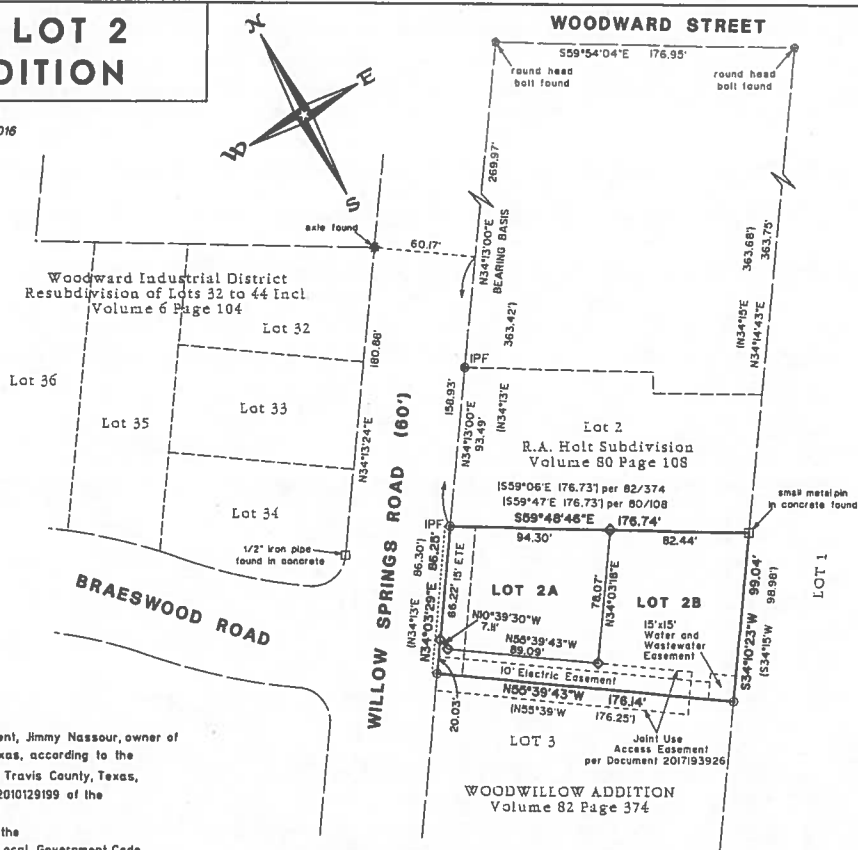 LOT 2
DITION
016
N
E
W
S
WOODWARD STREET
S59°54'04"E 176.95'
round head
bolt found
round head
bolt found
269.97'
N34°13'00"E
BEARING BASIS
363.42')
(N34°13'E
363.68')
363.75'
(N34°15'E
N34°14'43"E
axle found
60.17'
Woodward Industrial District
Resubdivision of Lots 32 to 44 Incl
Volume 6 Page 104
Lot 32
Lot 36
Lot 35
Lot 33
Lot 34
180.88'
N34°13'24"E
1/2" iron pipe
found in concrete
BRAESWOOD ROAD
WILLOW SPRINGS ROAD (60')
IPF
158.93'
N34°13'00"E
93.49'
Lot 2
R.A. Holt Subdivision
Volume 80 Page 108
(S59°06'E 176.73') per 82/374
(S59°47'E 176.73') per 80/108
S59°48'46"E 176.74'
94.30'
82.44'
small metal pin
in concrete found
IPF
86.30')
(N34°13'E
86.25'
N34°03'29"E
66.22'
15' ETE
LOT 2A
78.07'
N34°03'18"E
LOT 2B
15'x15'
Water and
Wastewater
Easement
99.04'
S34°10'23"W
98.98')
(S34°15'W
LOT 1
N10°39'30"W
7.11'
N55°39'43"W
89.09'
10' Electric Easement
N55°39'43"W 176.14'
(N55°39'W 176.25')
20.03'
LOT 3
Joint Use
Access Easement
per Document 2017193926
WOODWILLOW ADDITION
Volume 82 Page 374
ent, Jimmy Nassour, owner of
xas, according to the
Travis County, Texas,
2010129199 of the
the
Local Government Code